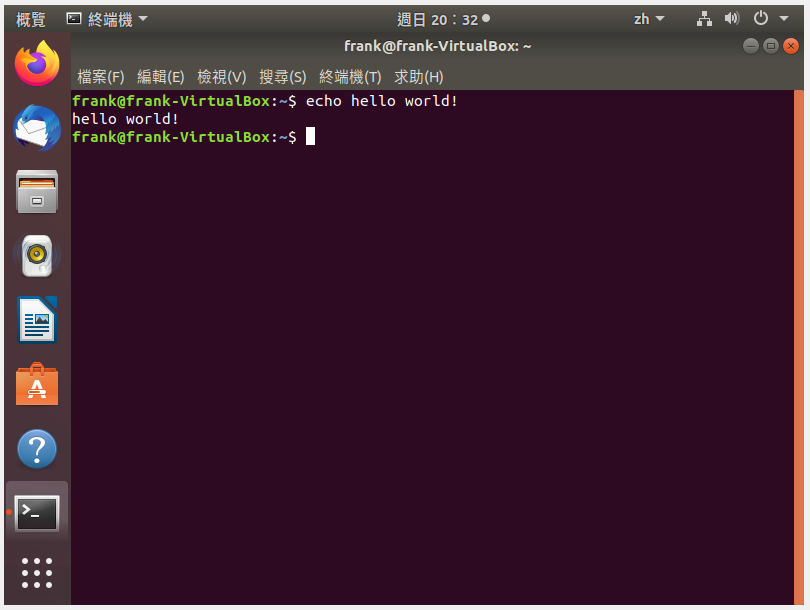 概覽 終端機 週日 20：32 zh
frank@frank-VirtualBox: ~
檔案(F) 編輯(E) 檢視(V) 搜尋(S) 終端機(T) 求助(H)
frank@frank-VirtualBox:~$ echo hello world!
hello world!
frank@frank-VirtualBox:~$